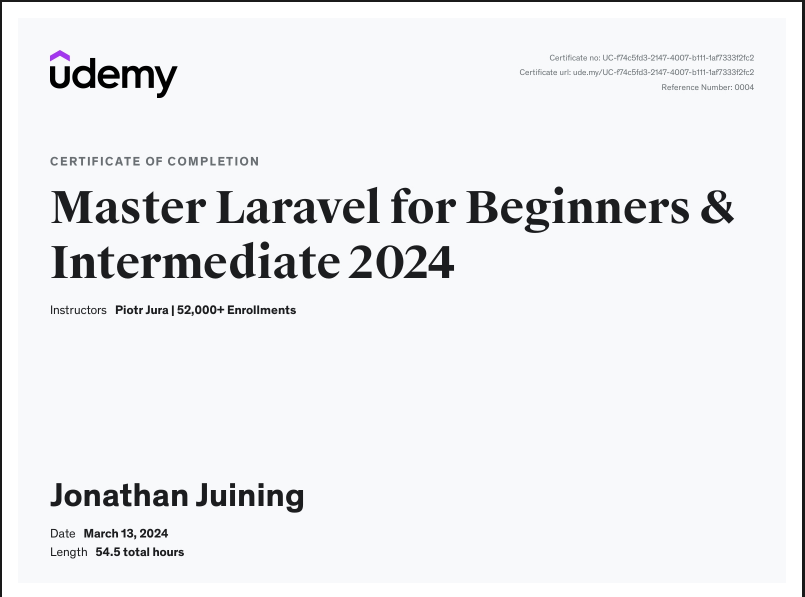 udemy
Certificate no: UC-f74c5fd3-2147-4007-b111-1af7333f2fc2
Certificate url: ude.my/UC-f74c5fd3-2147-4007-b111-1af7333f2fc2
Reference Number: 0004
CERTIFICATE OF COMPLETION
Master Laravel for Beginners &
Intermediate 2024
Instructors Piotr Jura | 52,000+ Enrollments
Jonathan Juining
Date March 13, 2024
Length 54.5 total hours